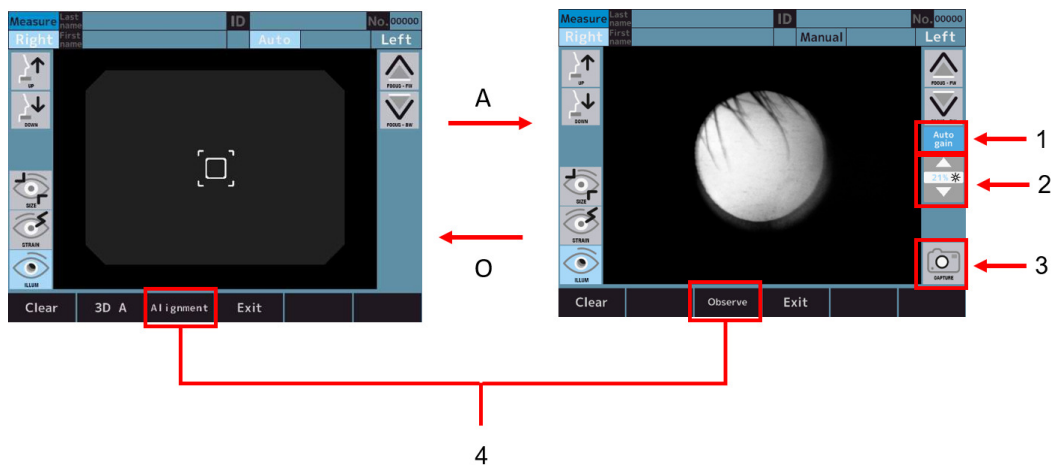 Measure Last name ID No. 00000
Right First name Auto Left
UP
FOCUS - FW
DOWN
FOCUS - BW
SIZE
STRAIN
ILLUM
Clear 3D A Alignment Exit
A
O
Measure Last name ID No. 00000
Right First name Manual Left
UP
FOCUS - FW
DOWN
Auto gain
21%
SIZE
STRAIN
CAPTURE
ILLUM
Clear Observe Exit
1
2
3
4